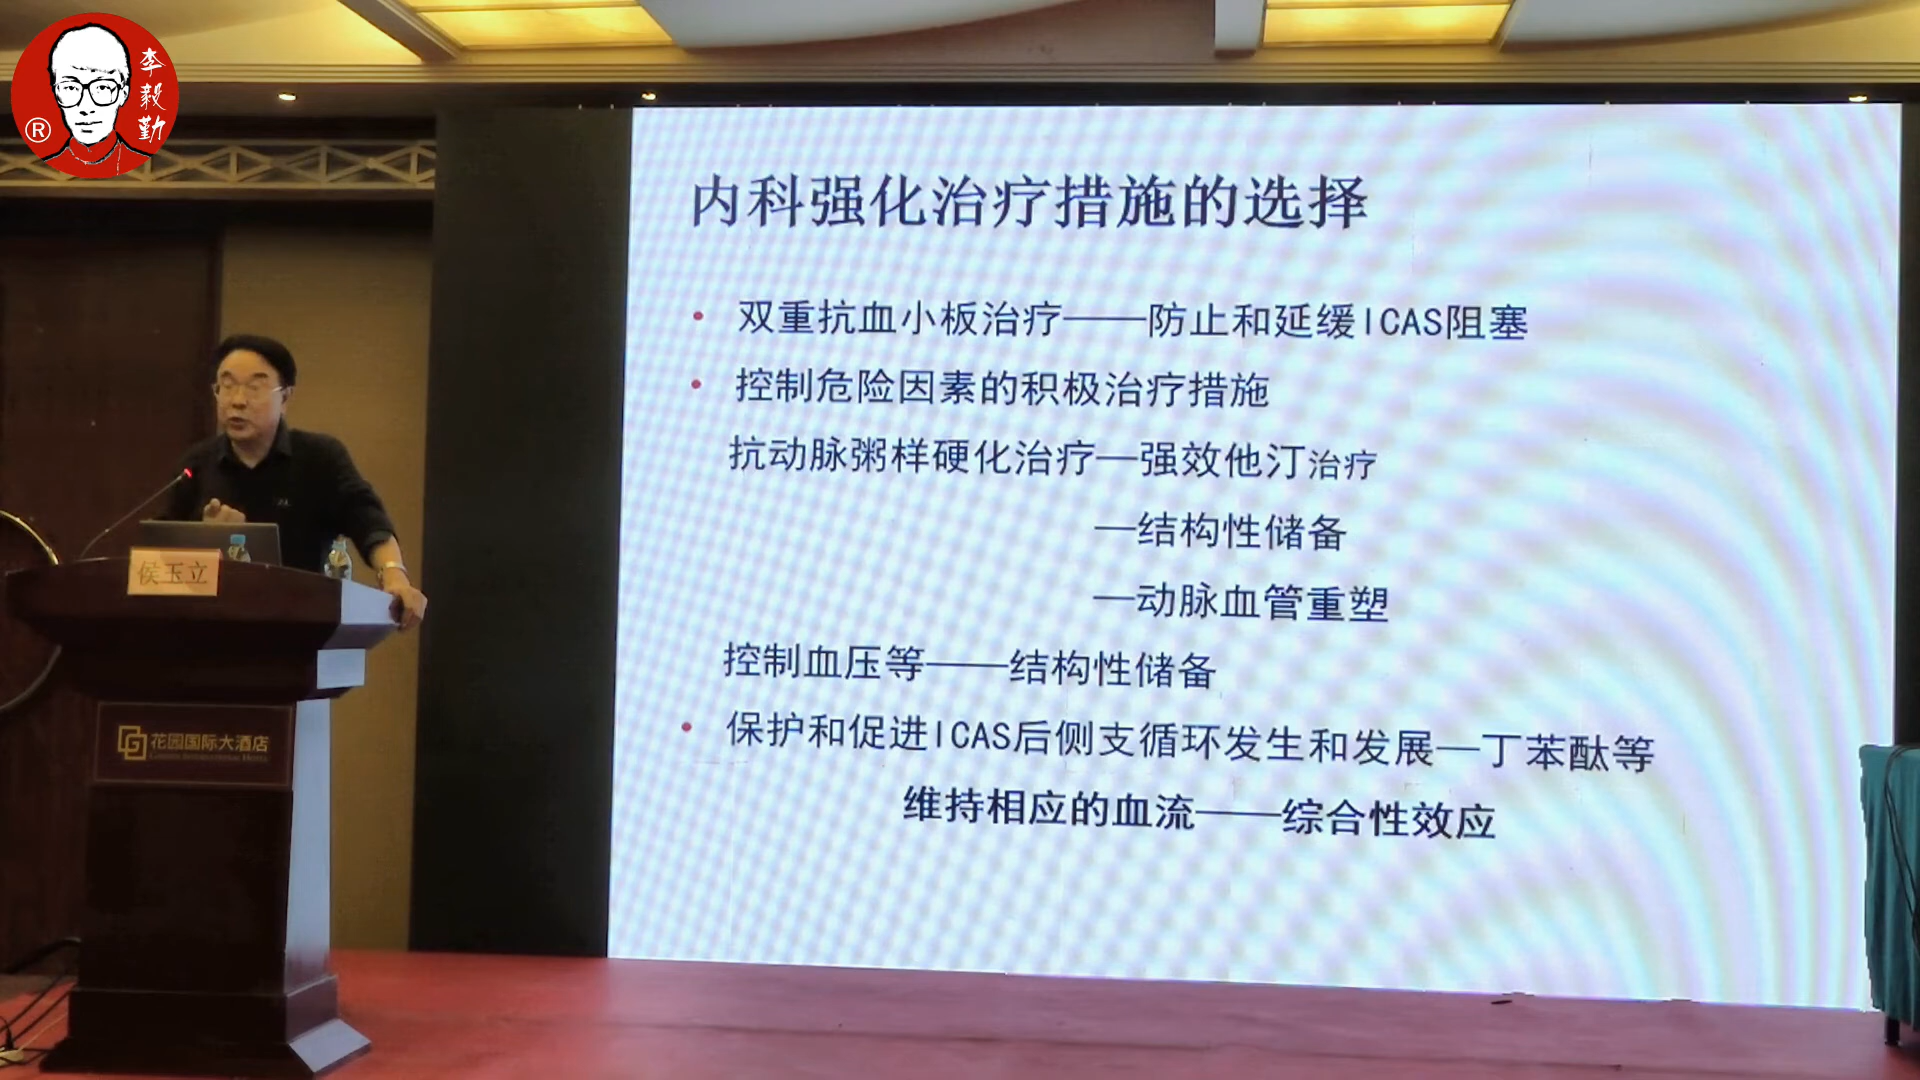 李毅勤
®
内科强化治疗措施的选择
• 双重抗血小板治疗——防止和延缓ICAS阻塞
• 控制危险因素的积极治疗措施
抗动脉粥样硬化治疗—强效他汀治疗
—结构性储备
—动脉血管重塑
控制血压等——结构性储备
• 保护和促进ICAS后侧支循环发生和发展—丁苯酞等
维持相应的血流——综合性效应
侯玉立
花园国际大酒店